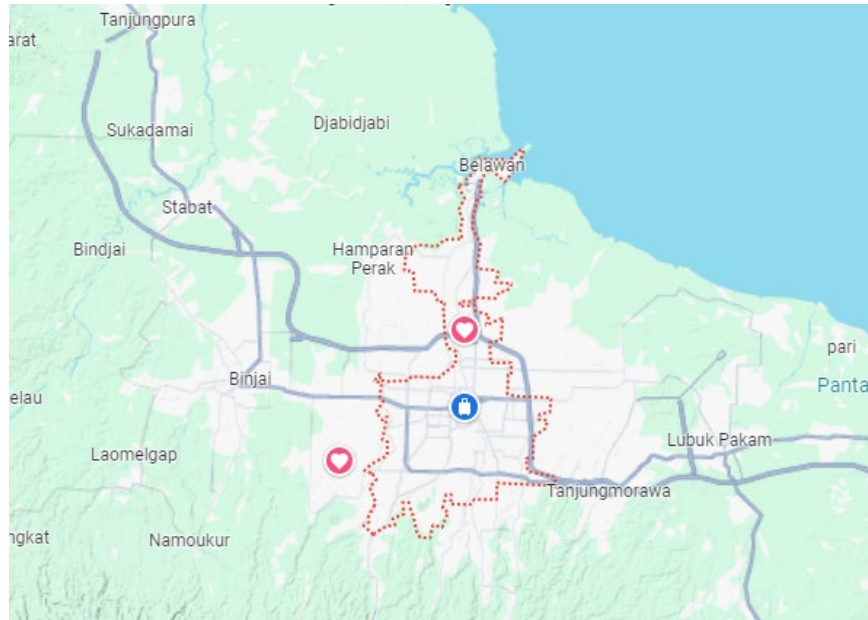 Tanjungpura
arat
Sukadamai
Djabidjabi
Belawan
Stabat
Bindjai
Hamparan
Perak
pari
Binjai
Panta
elau
Lubuk Pakam
Laomelgap
Tanjungmorawa
ngkat
Namoukur